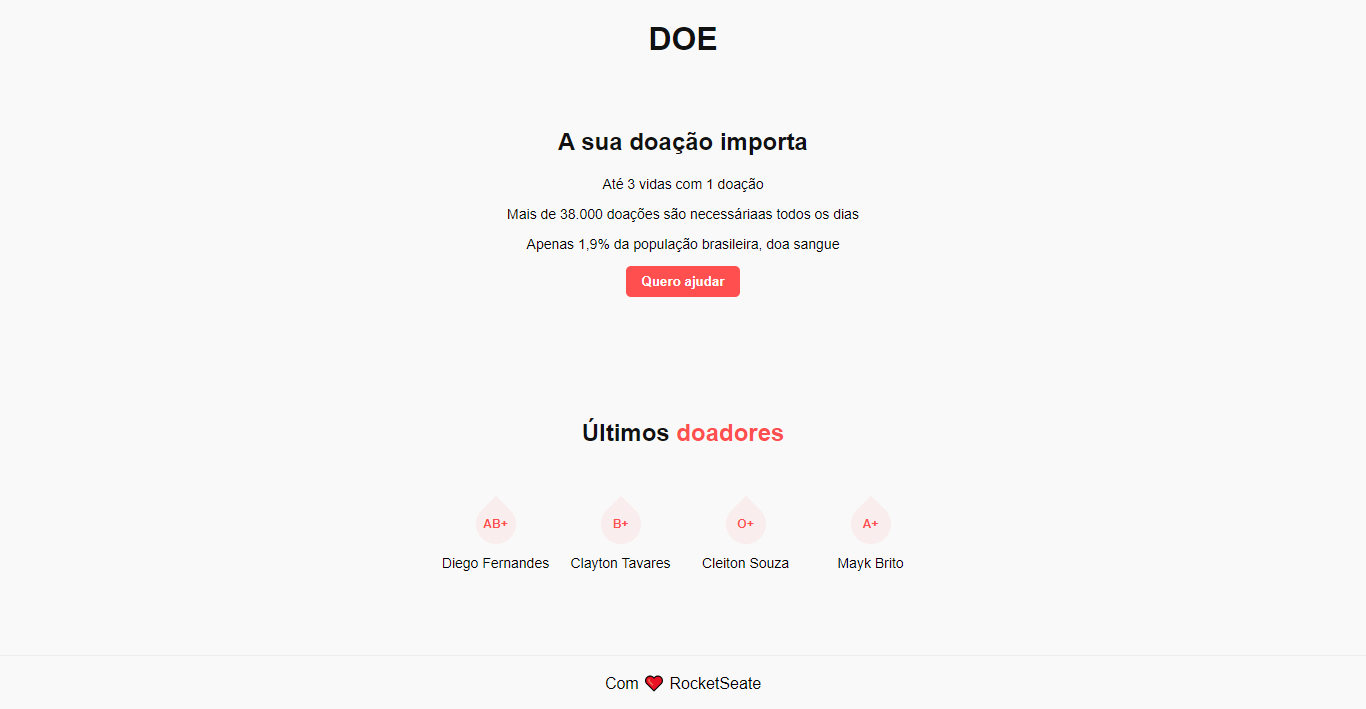 DOE
A sua doação importa
Até 3 vidas com 1 doação
Mais de 38.000 doações são necessáriaas todos os dias
Apenas 1,9% da população brasileira, doa sangue
Quero ajudar
Últimos doadores
AB+ B+ O+ A+
Diego Fernandes Clayton Tavares Cleiton Souza Mayk Brito
Com ❤ RocketSeate